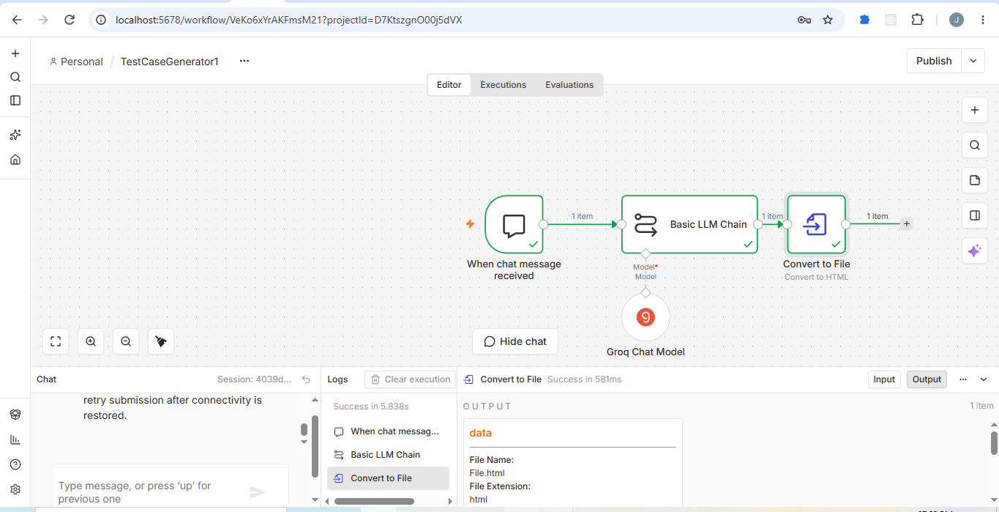 localhost:5678/workflow/VeKo6xYrAKFmsM21?projectId=D7KtszgnO00j5dVX
J
Personal / TestCaseGenerator1 ...
Publish
Editor Executions Evaluations
1 item
1 item
1 item
Basic LLM Chain
When chat message
received
Model*
Model
Convert to File
Convert to HTML
g
Groq Chat Model
Hide chat
Chat
Session: 4039d...
retry submission after connectivity is
restored.
Type message, or press ‘up’ for
previous one
Logs
Clear execution
Success in 5.838s
When chat messag...
Basic LLM Chain
Convert to File
Convert to File Success in 581ms
Input Output ...
OUTPUT
1 item
data
File Name:
File.html
File Extension:
html